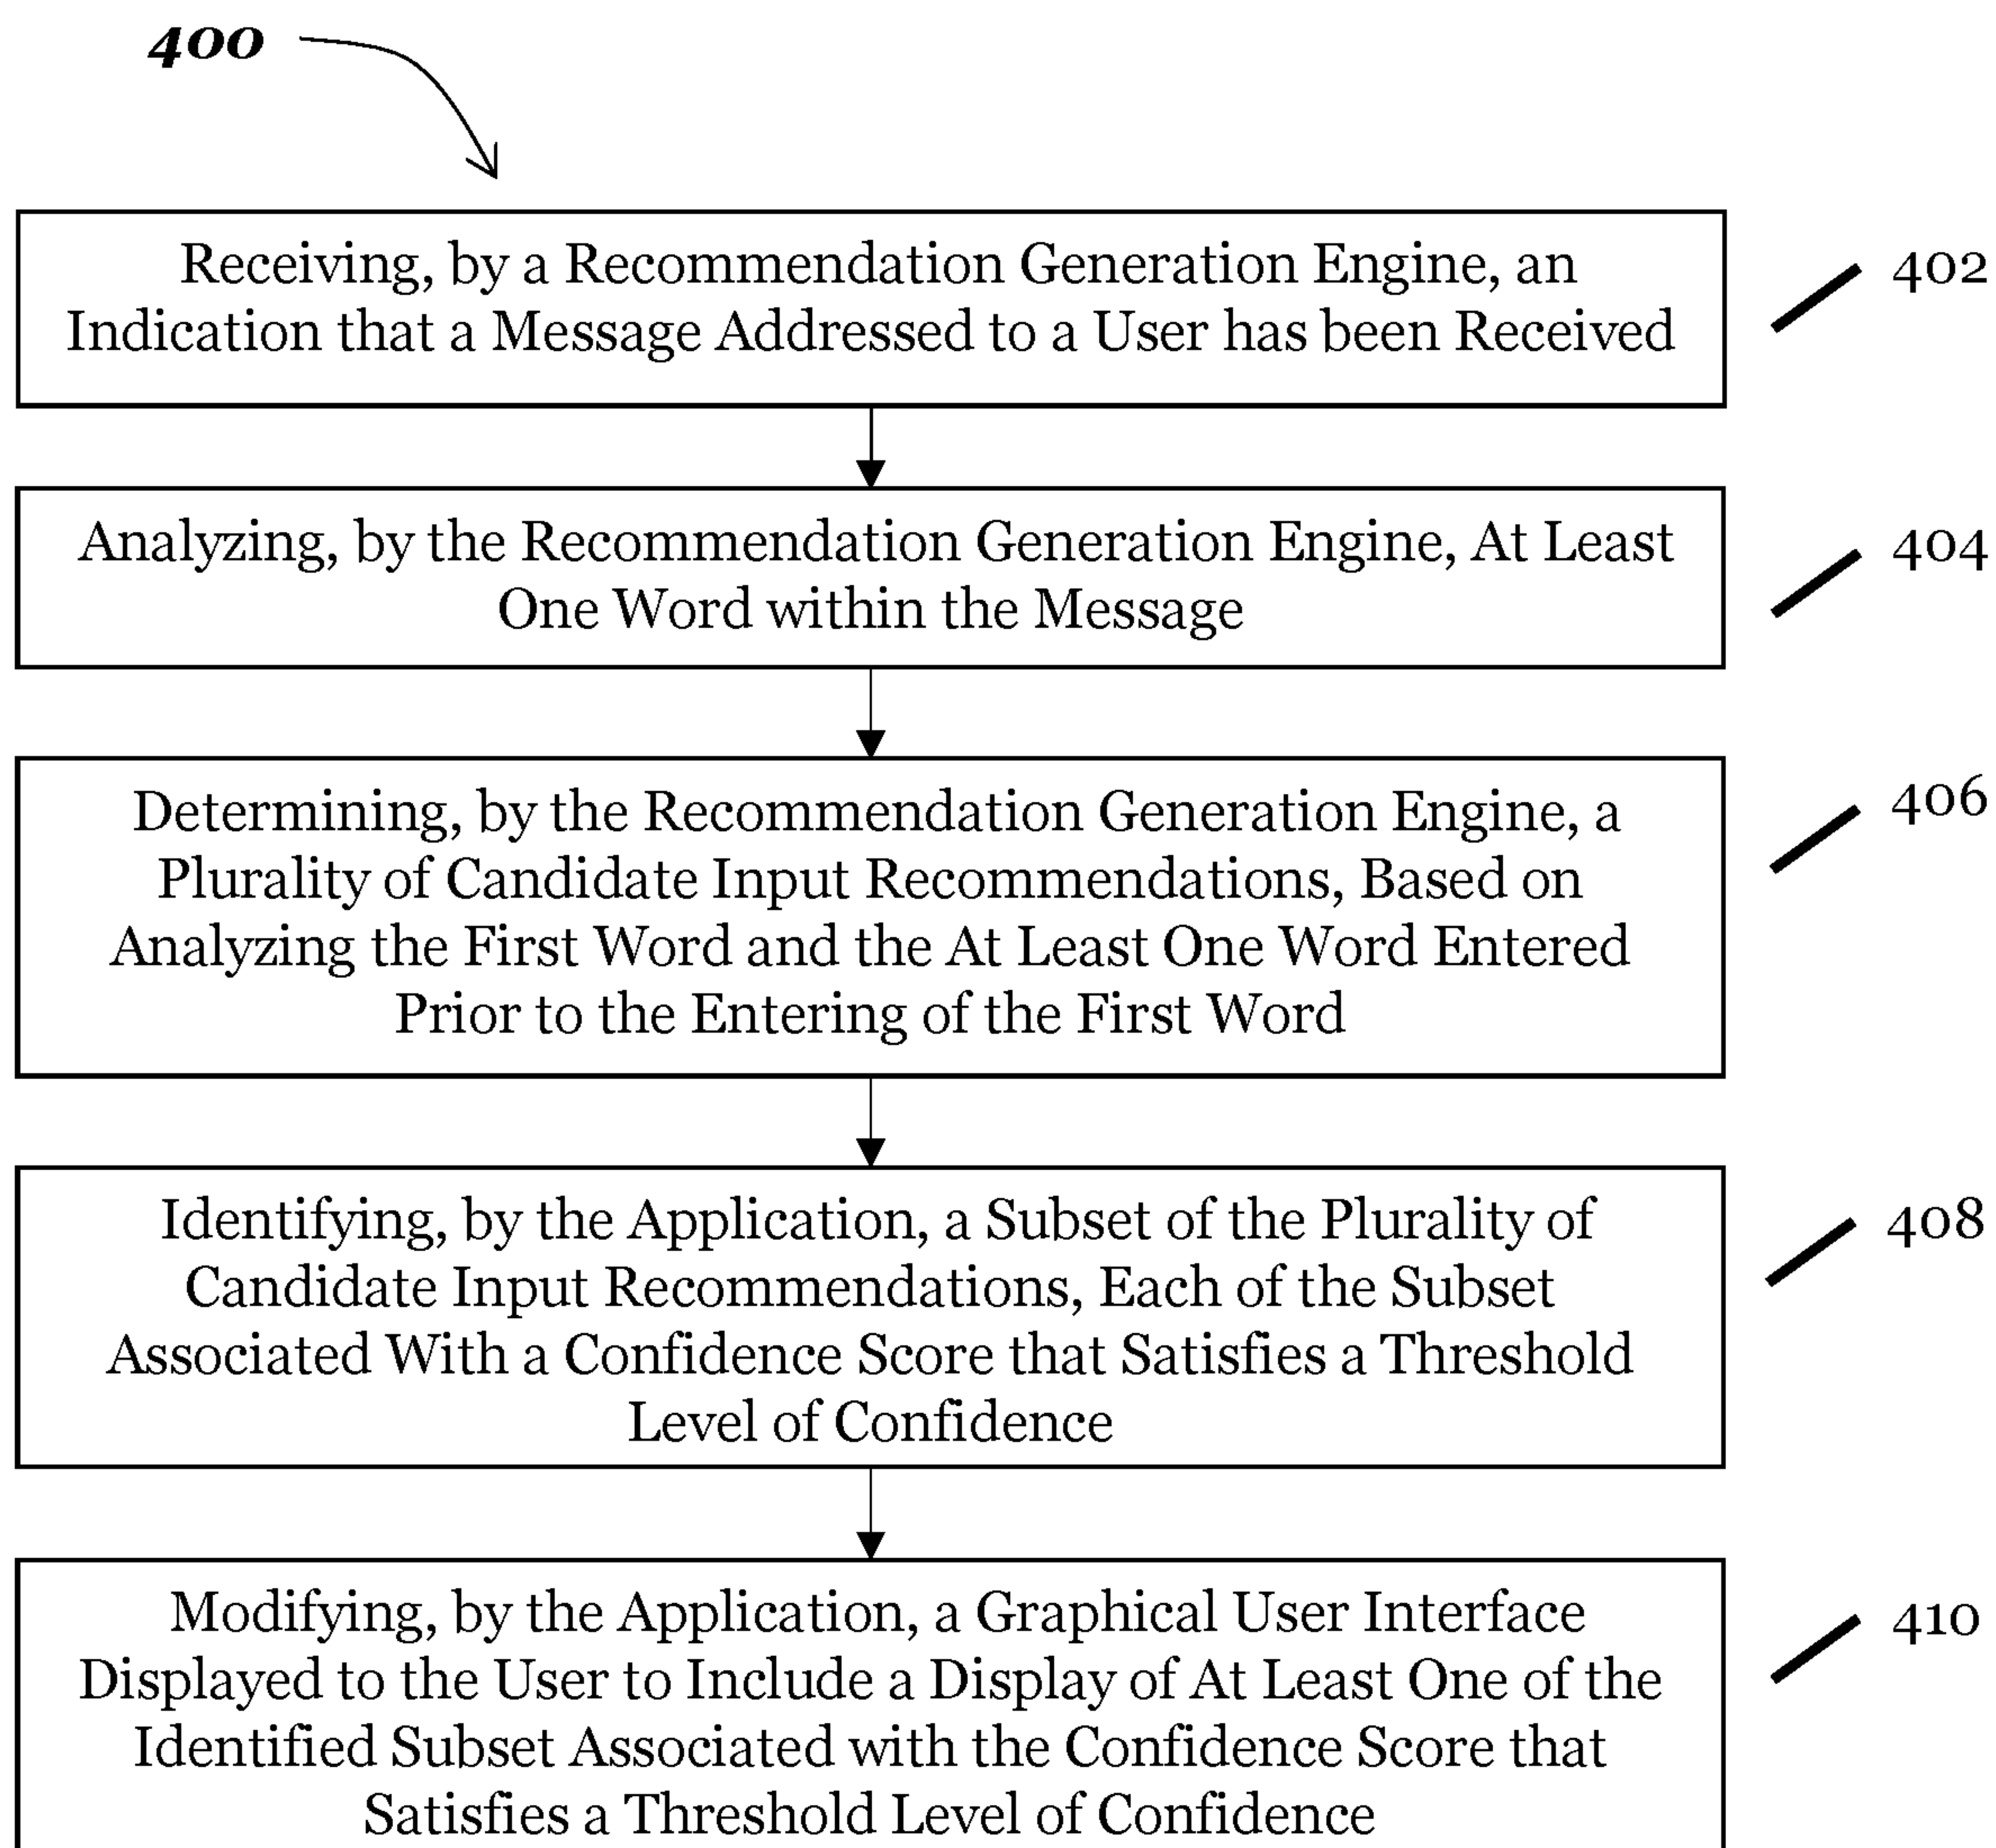 400
Receiving, by a Recommendation Generation Engine, an
Indication that a Message Addressed to a User has been Received
402
Analyzing, by the Recommendation Generation Engine, At Least
One Word within the Message
404
Determining, by the Recommendation Generation Engine, a
Plurality of Candidate Input Recommendations, Based on
Analyzing the First Word and the At Least One Word Entered
Prior to the Entering of the First Word
406
Identifying, by the Application, a Subset of the Plurality of
Candidate Input Recommendations, Each of the Subset
Associated With a Confidence Score that Satisfies a Threshold
Level of Confidence
408
Modifying, by the Application, a Graphical User Interface
Displayed to the User to Include a Display of At Least One of the
Identified Subset Associated with the Confidence Score that
Satisfies a Threshold Level of Confidence
410